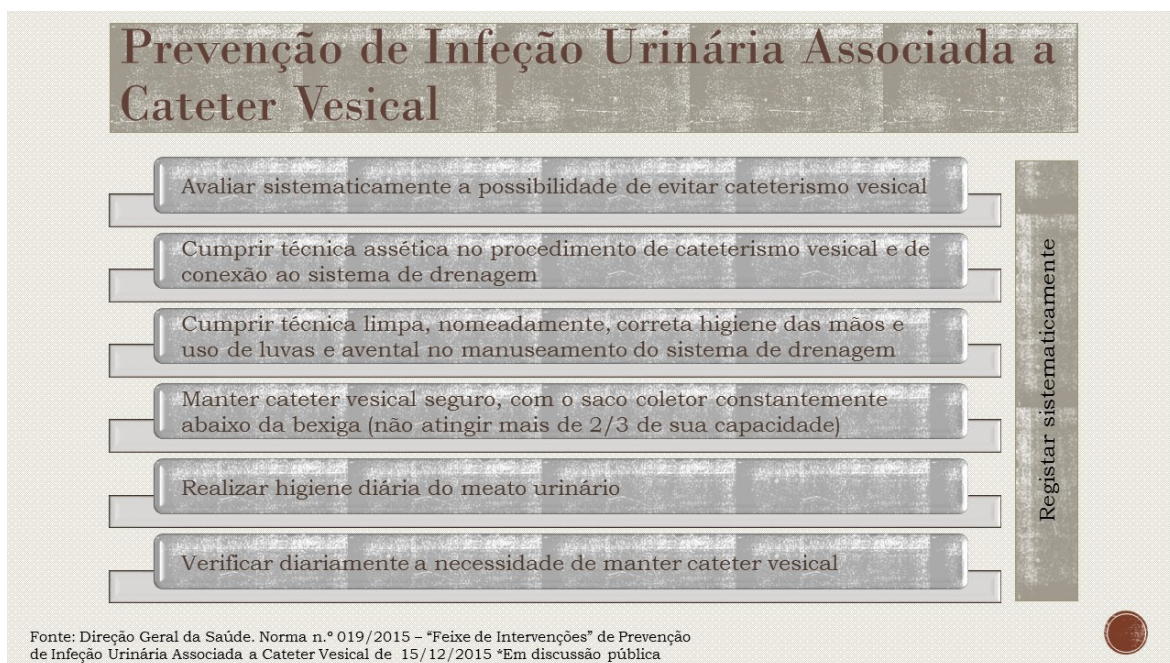 Prevenção de Infeção Urinária Associada a
Cateter Vesical
Avaliar sistematicamente a possibilidade de evitar cateterismo vesical
Cumprir técnica assética no procedimento de cateterismo vesical e de
conexão ao sistema de drenagem
Cumprir técnica limpa, nomeadamente, correta higiene das mãos e
uso de luvas e avental no manuseamento do sistema de drenagem
Manter cateter vesical seguro, com o saco coletor constantemente
abaixo da bexiga (não atingir mais de 2/3 de sua capacidade)
Realizar higiene diária do meato urinário
Verificar diariamente a necessidade de manter cateter vesical
Registar sistematicamente
Fonte: Direção Geral da Saúde. Norma n.º 019/2015 – “Feixe de Intervenções” de Prevenção
de Infeção Urinária Associada a Cateter Vesical de 15/12/2015 *Em discussão pública